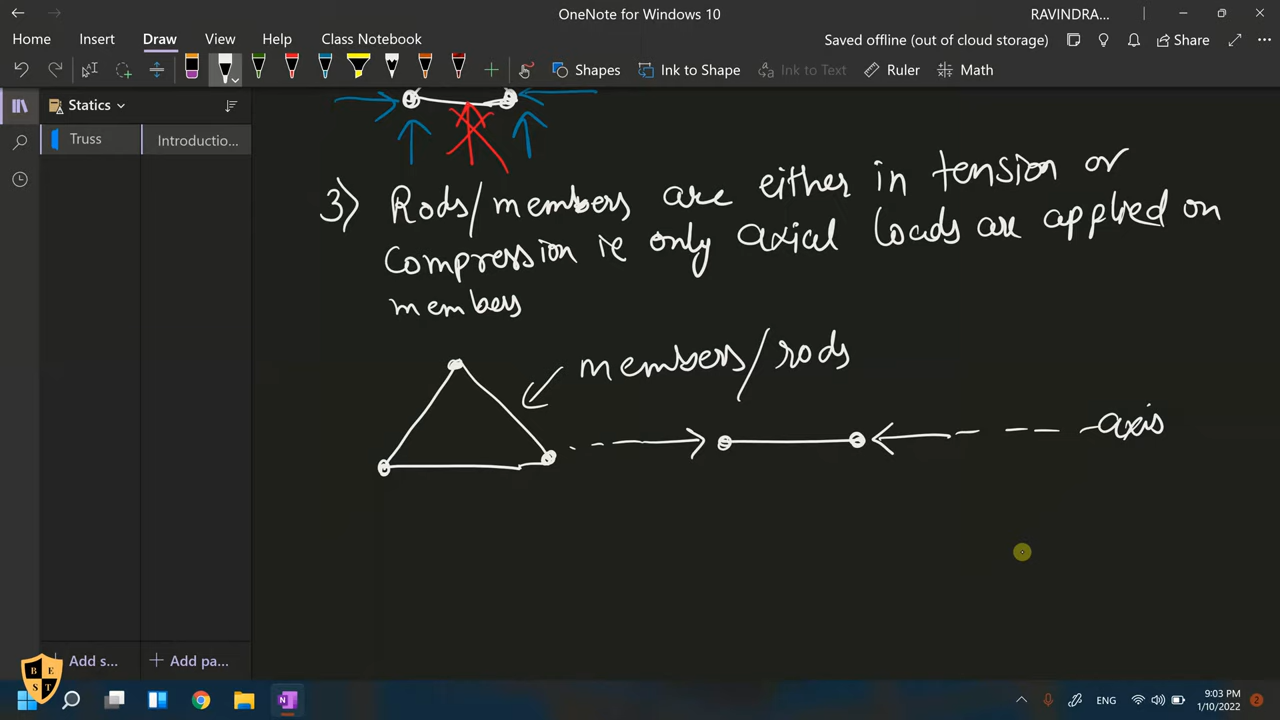 OneNote for Windows 10
RAVINDRA...
Home Insert Draw View Help Class Notebook
Saved offline (out of cloud storage)
Share
Shapes
Ink to Shape
Ink to Text
Ruler
Math
Statics
Truss
Introductio...
3) Rods/members are either in tension or
Compression ie only axial loads are applied on
members
members/rods
axis
Add s...
Add pa...
BE
ST
ENG
9:03 PM
1/10/2022
2